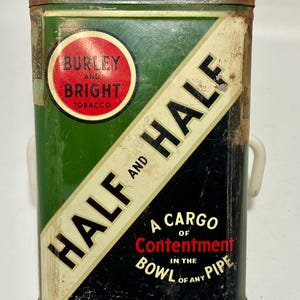 BURLEY
AND
BRIGHT
TOBACCO
HALF AND HALF
A CARGO
OF
Contentment
IN THE
BOWL OF ANY PIPE